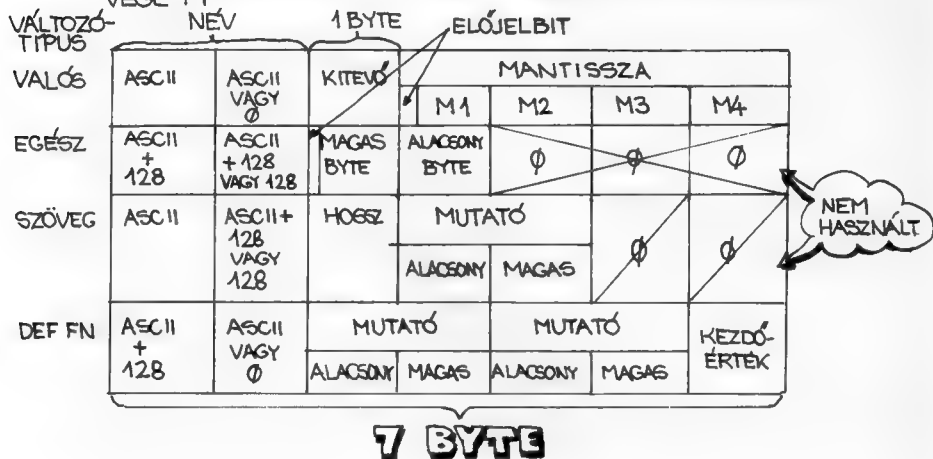 VÁLTOZÓ-
TÍPUS
NÉV
1 BYTE
ELŐJELBIT
VALÓS
ASCII
ASCII
VAGY
Ø
KITEVŐ
MANTISSZA
M1
M2
M3
M4
EGÉSZ
ASCII
+
128
ASCII
+ 128
VAGY 128
MAGAS
BYTE
ALACSONY
BYTE
Ø
Ø
Ø
NEM
HASZNÁLT
SZÖVEG
ASCII
ASCII+
128
VAGY
128
HOSSZ
MUTATÓ
ALACSONY
MAGAS
Ø
Ø
DEF FN
ASCII
+
128
ASCII
VAGY
Ø
MUTATÓ
ALACSONY
MAGAS
MUTATÓ
ALACSONY
MAGAS
KEZDŐ-
ÉRTÉK
7 BYTE